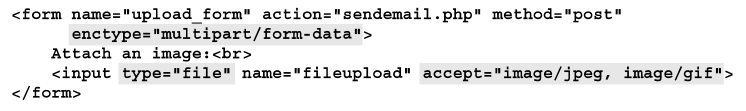 <form name="upload_form" action="sendemail.php" method="post"
enctype="multipart/form-data">
Attach an image:<br>
<input type="file" name="fileupload" accept="image/jpeg, image/gif">
</form>